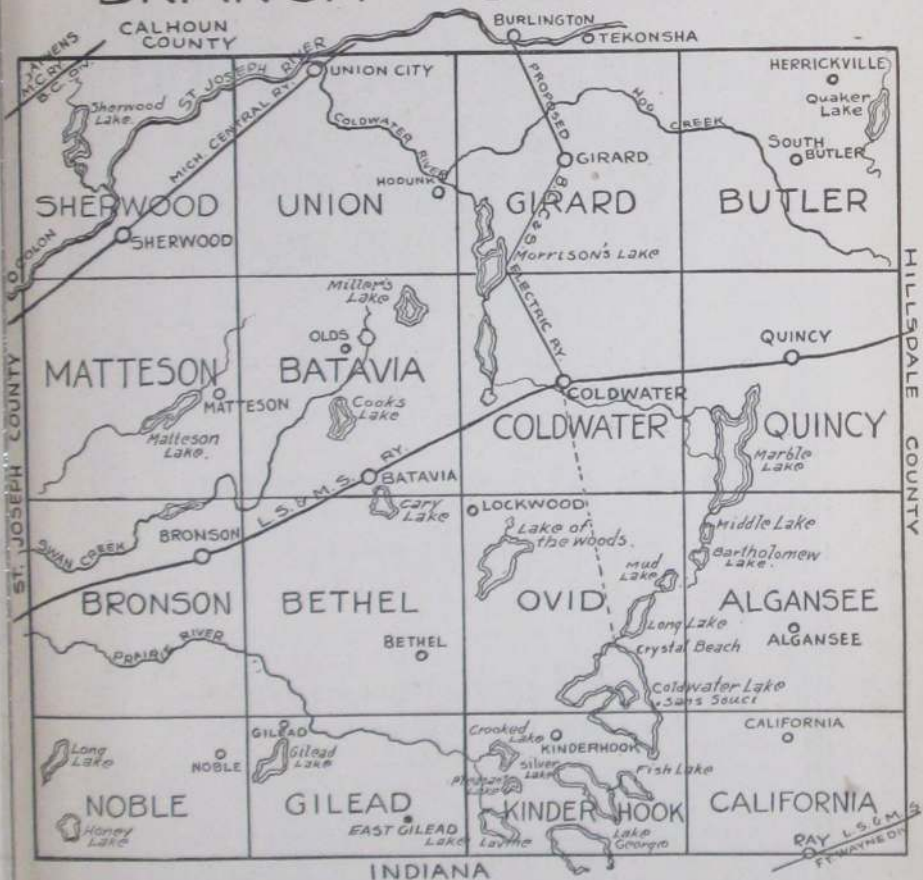 CALHOUN
COUNTY
BURLINGTON
TEKONSHA
M.C.RY
ST. JOSEPH RIVER
UNION CITY
PROPOSED
HERRICKVILLE
Quaker
Lake
Sherwood
Lake.
MICH. CENTRAL RY.
COLDWATER
RIVER
HOG
CREEK
GIRARD
SOUTH
BUTLER
HODUNK
SHERWOOD
UNION
GIRARD
BUTLER
SHERWOOD
COLON
Morrison's Lake
ELECTRIC RY.
HILLSDALE COUNTY
Miller's
Lake
OLDS
QUINCY
MATTESON
BATAVIA
MATTESON
COLDWATER
Cooks
Lake
COLDWATER
QUINCY
Matteson
Lake.
Marble
Lake
ST. JOSEPH COUNTY
L.S.& M.S. RY.
BATAVIA
Cary
Lake
LOCKWOOD
Middle Lake
SWAN CREEK
BRONSON
Lake of
the woods.
Bartholomew
Lake.
Mud
Lake
BRONSON
BETHEL
OVID
ALGANSEE
Long Lake
ALGANSEE
PRAIRIE RIVER
BETHEL
Crystal Beach
Coldwater Lake
Sans Souci
GILEAD
Crooked
Lake
KINDERHOOK
CALIFORNIA
Long
Lake
NOBLE
Gilead
Lake
Silver
Lake
Fish Lake
Pleasant
Lake
NOBLE
GILEAD
KINDER HOOK
CALIFORNIA
Honey
Lake
EAST GILEAD
Lake
Lavine
Lake
George
RAY
L.S.& M.S
FT. WAYNE DIV.
INDIANA